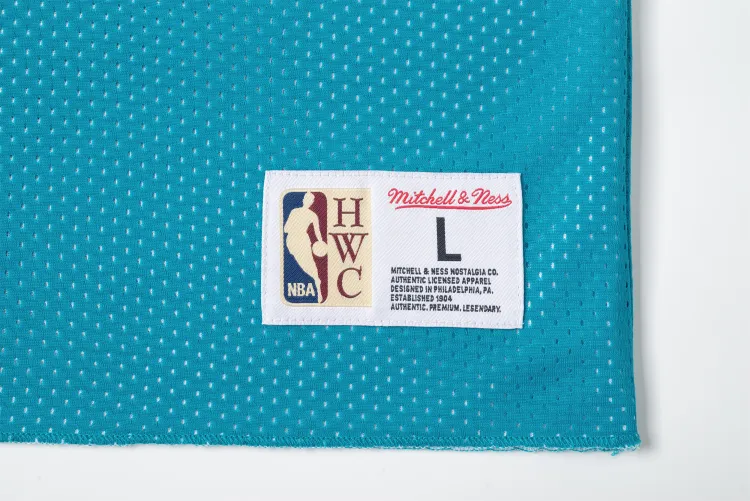 NBA
H
W
C
Mitchell & Ness
L
MITCHELL & NESS NOSTALGIA CO.
AUTHENTIC LICENSED APPAREL
DESIGNED IN PHILADELPHIA, PA.
ESTABLISHED 1904
AUTHENTIC. PREMIUM. LEGENDARY.